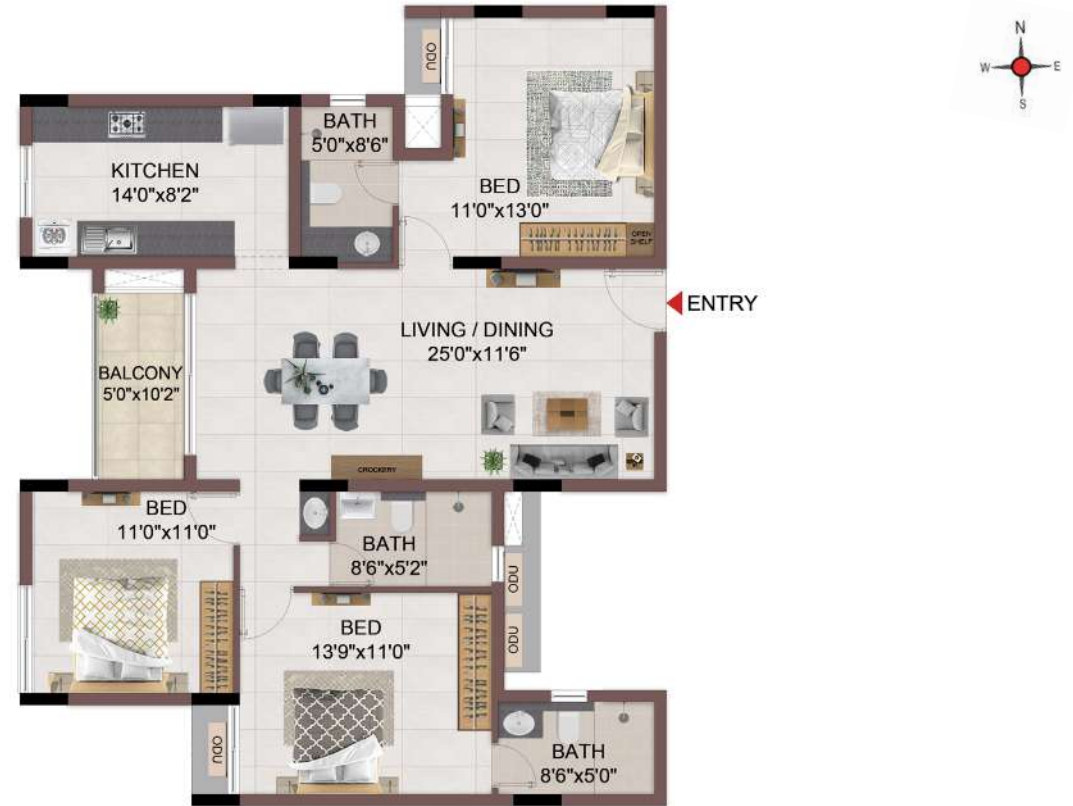 N
W
E
S
ODU
BATH
5'0"x8'6"
KITCHEN
14'0"x8'2"
BED
11'0"x13'0"
OPEN
SHELF
ENTRY
LIVING / DINING
25'0"x11'6"
BALCONY
5'0"x10'2"
CROCKERY
BED
11'0"x11'0"
BATH
8'6"x5'2"
ODU
ODU
BED
13'9"x11'0"
ODU
BATH
8'6"x5'0"